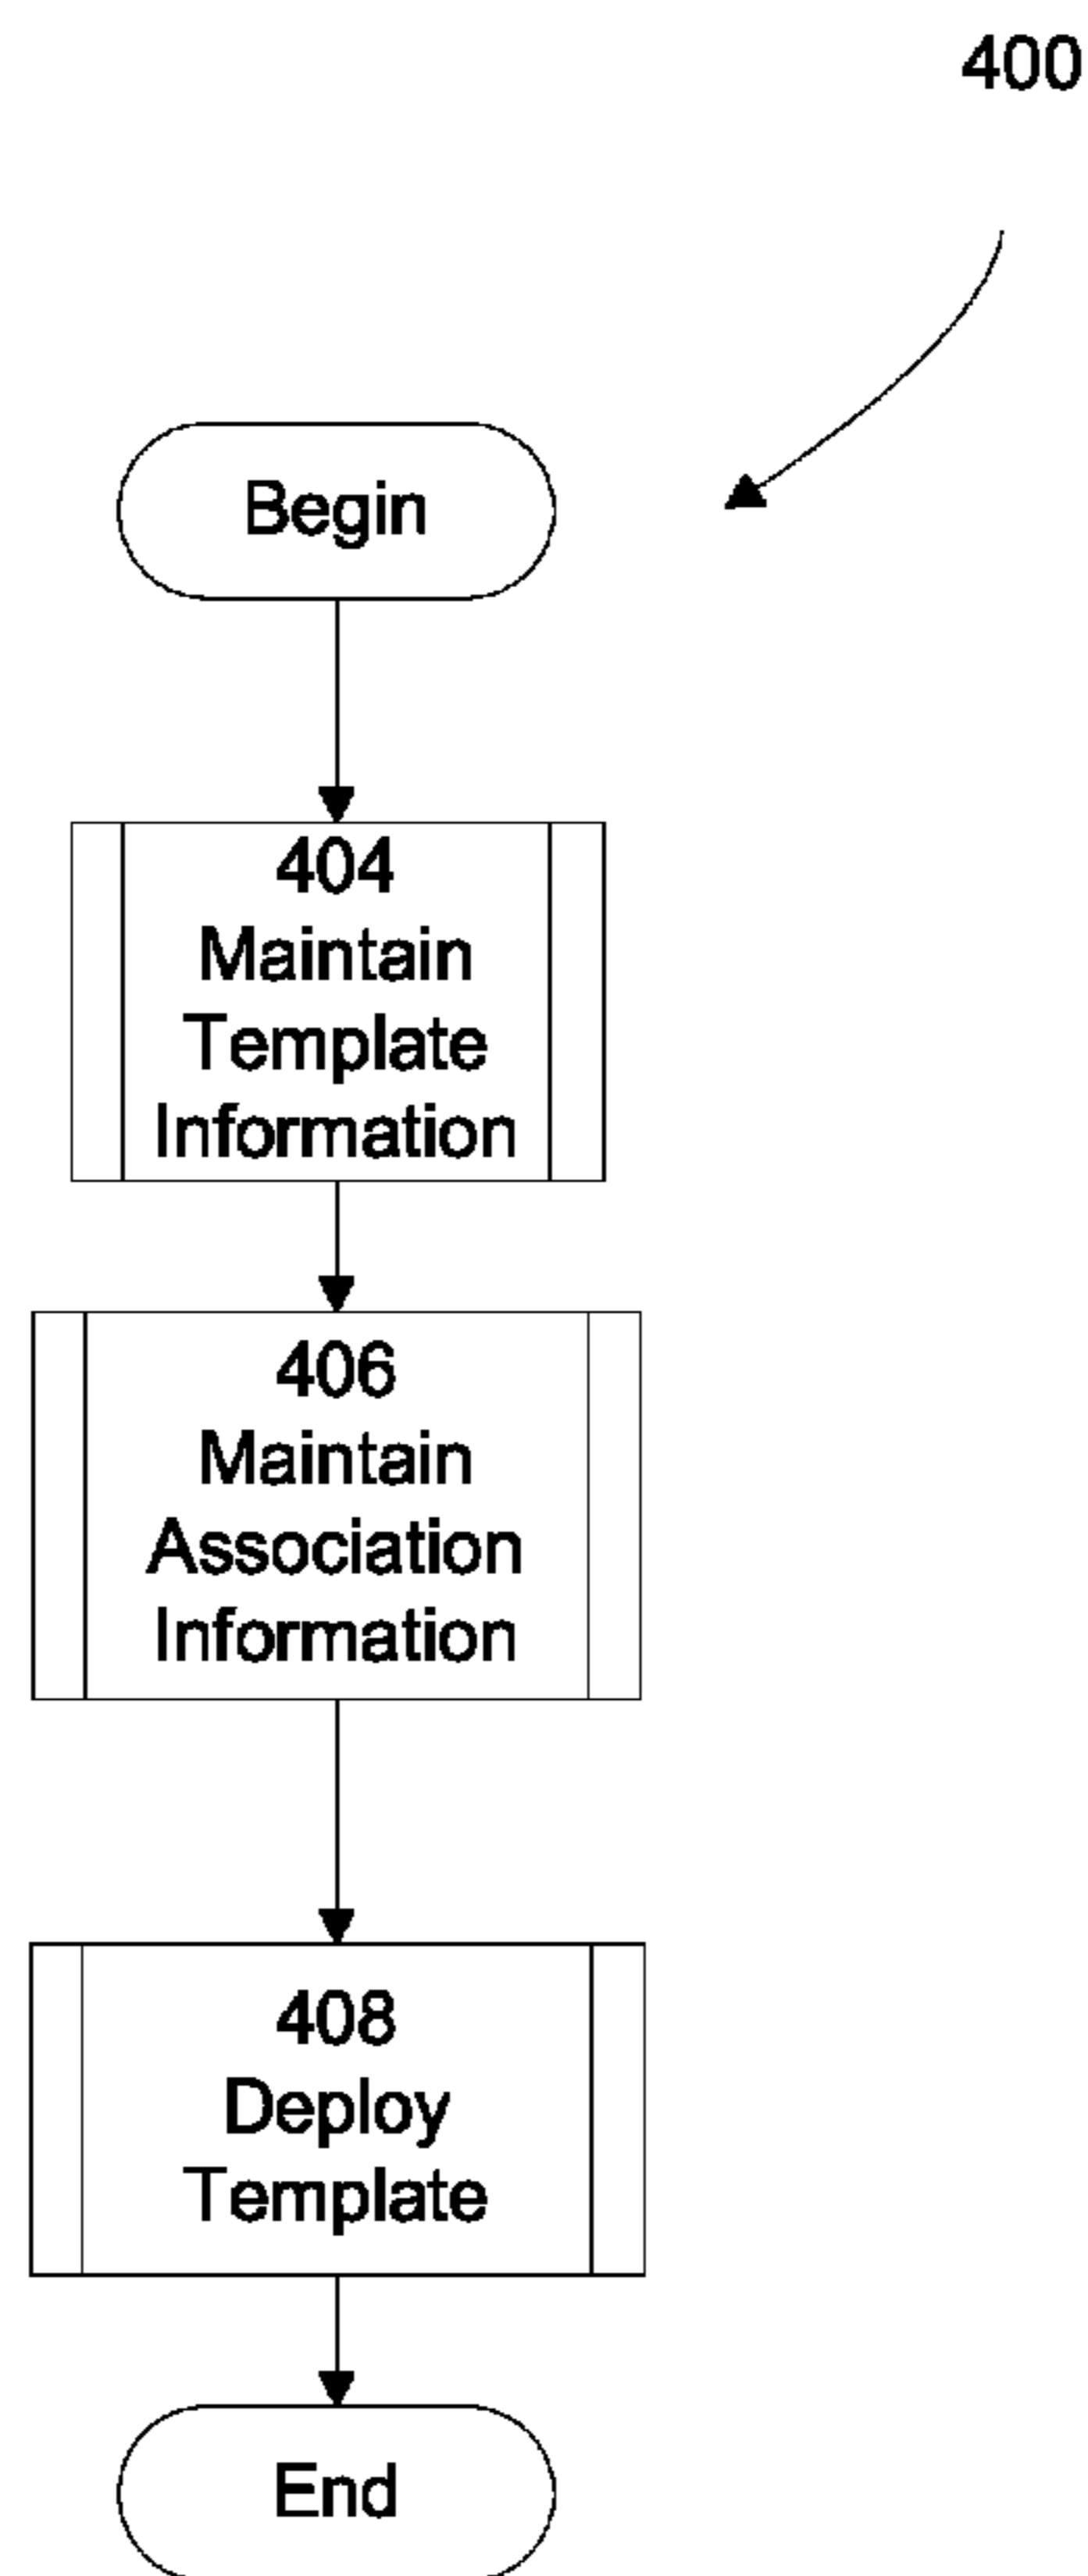 400
Begin
404
Maintain
Template
Information
406
Maintain
Association
Information
408
Deploy
Template
End